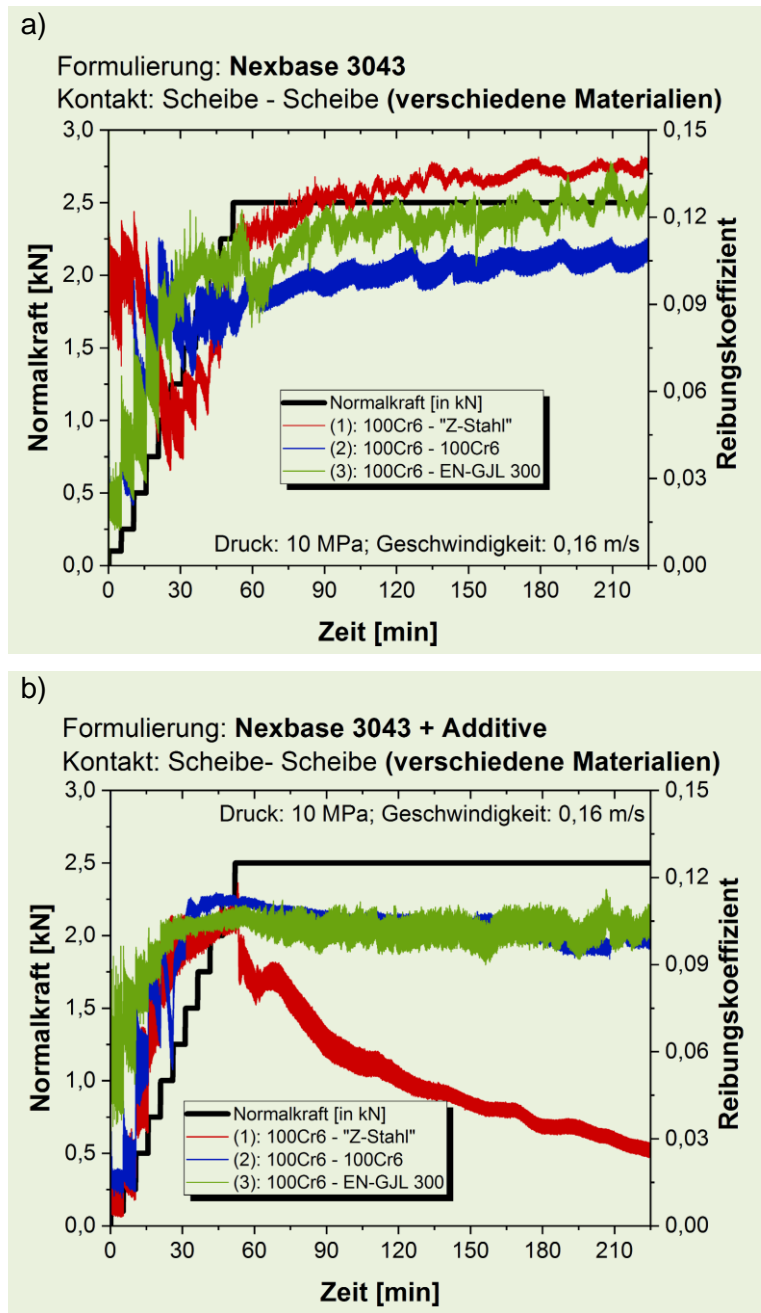 a)
Formulierung: Nexbase 3043
Kontakt: Scheibe - Scheibe (verschiedene Materialien)
3,0
2,5
2,0
1,5
1,0
0,5
0,0
Normalkraft [kN]
0,15
0,12
0,09
0,06
0,03
0,00
Reibungskoeffizient
Normalkraft [in kN]
(1): 100Cr6 - "Z-Stahl"
(2): 100Cr6 - 100Cr6
(3): 100Cr6 - EN-GJL 300
Druck: 10 MPa; Geschwindigkeit: 0,16 m/s
0 30 60 90 120 150 180 210
Zeit [min]
b)
Formulierung: Nexbase 3043 + Additive
Kontakt: Scheibe- Scheibe (verschiedene Materialien)
3,0
2,5
2,0
1,5
1,0
0,5
0,0
Normalkraft [kN]
0,15
0,12
0,09
0,06
0,03
0,00
Reibungskoeffizient
Druck: 10 MPa; Geschwindigkeit: 0,16 m/s
Normalkraft [in kN]
(1): 100Cr6 - "Z-Stahl"
(2): 100Cr6 - 100Cr6
(3): 100Cr6 - EN-GJL 300
0 30 60 90 120 150 180 210
Zeit [min]